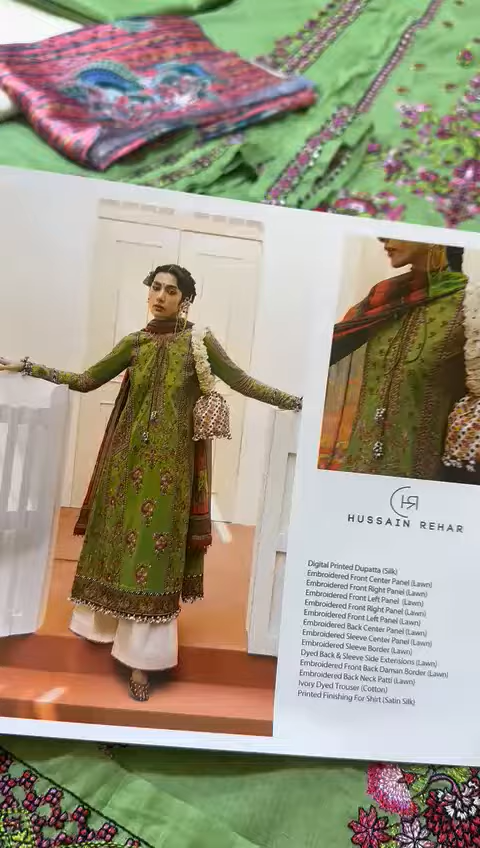 HR
HUSSAIN REHAR
Digital Printed Dupatta (Silk)
Embroidered Front Center Panel (Lawn)
Embroidered Front Right Panel (Lawn)
Embroidered Front Left Panel (Lawn)
Embroidered Front Right Panel (Lawn)
Embroidered Front Left Panel (Lawn)
Embroidered Back Center Panel (Lawn)
Embroidered Sleeve Center Panel (Lawn)
Embroidered Sleeve Border (Lawn)
Dyed Back & Sleeve Side Extensions (Lawn)
Embroidered Front Back Daman Border (Lawn)
Embroidered Back Neck Patti (Lawn)
Ivory Dyed Trouser (Cotton)
Printed Finishing For Shirt (Satin Silk)